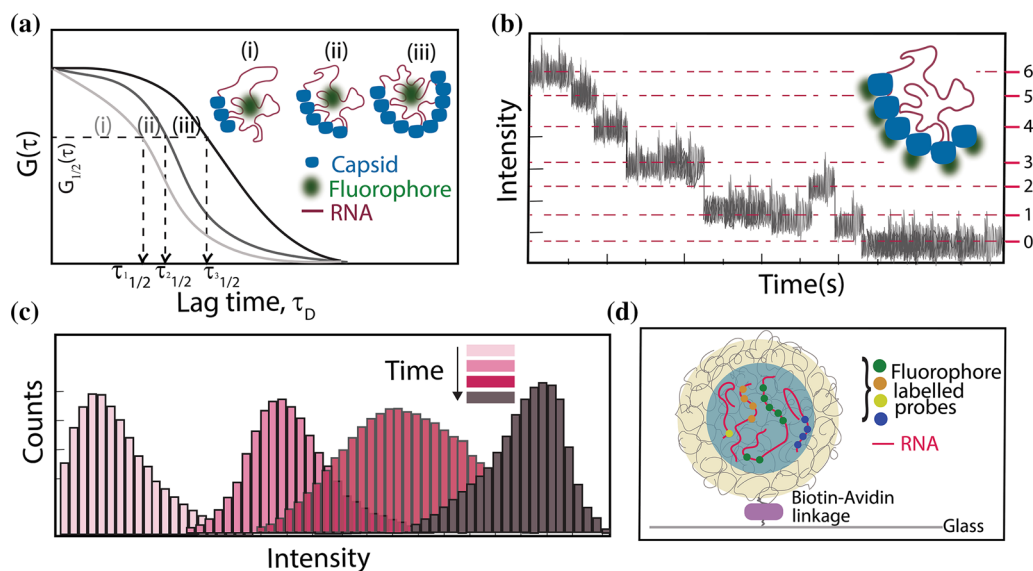 (a)
(i)
(ii)
(iii)
(i)
(ii)
(iii)
G(τ)
G1/2(τ)
Capsid
Fluorophore
RNA
τ¹1/2
τ²1/2
τ³1/2
Lag time, τD
(b)
Intensity
6
5
4
3
2
1
0
Time(s)
(c)
Counts
Time
Intensity
(d)
Fluorophore
labelled
probes
RNA
Biotin-Avidin
linkage
Glass